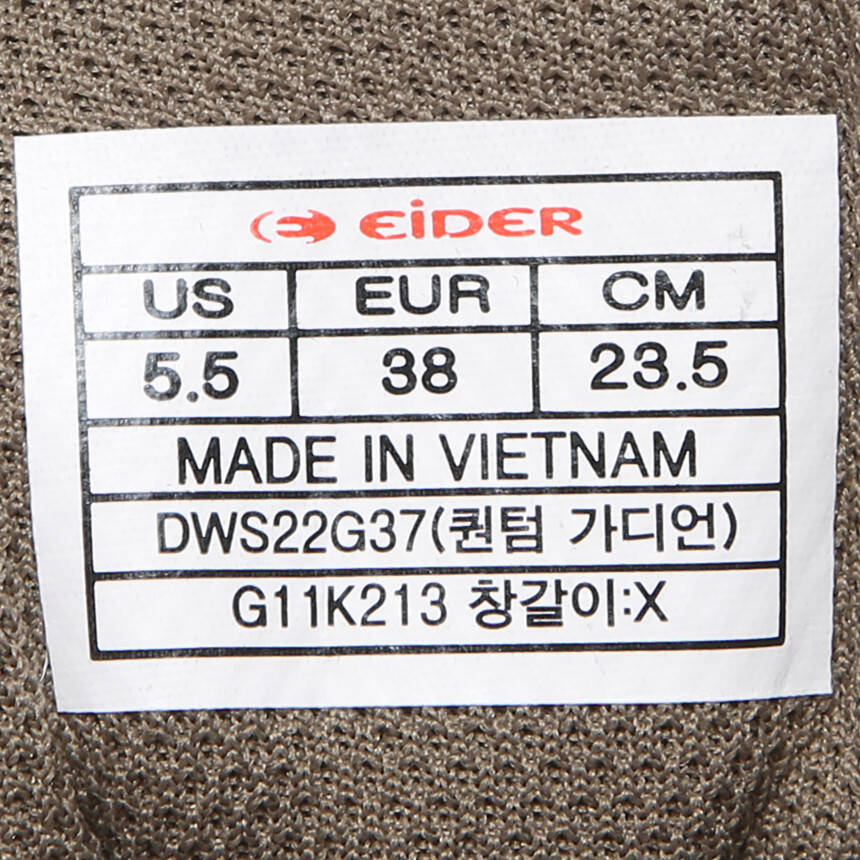 EiDER
US EUR CM
5.5 38 23.5
MADE IN VIETNAM
DWS22G37(퀀텀 가디언)
G11K213 창갈이:X